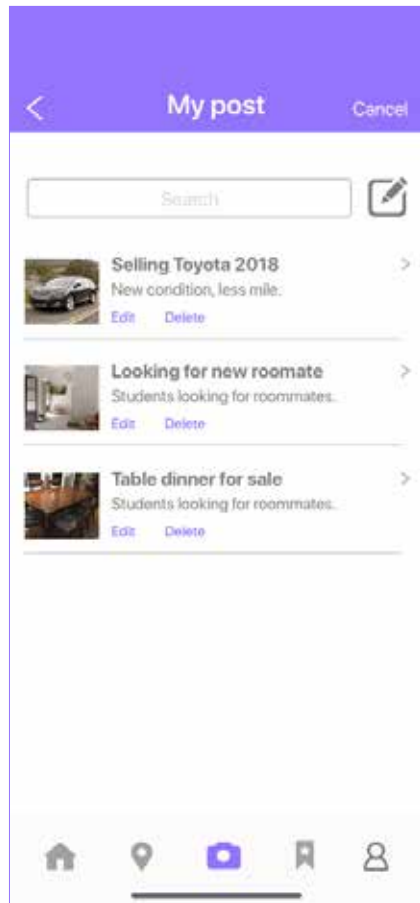 My post
Cancel
Search
Selling Toyota 2018
New condition, less mile.
Edit Delete
Looking for new roomate
Students looking for roommates.
Edit Delete
Table dinner for sale
Students looking for roommates.
Edit Delete